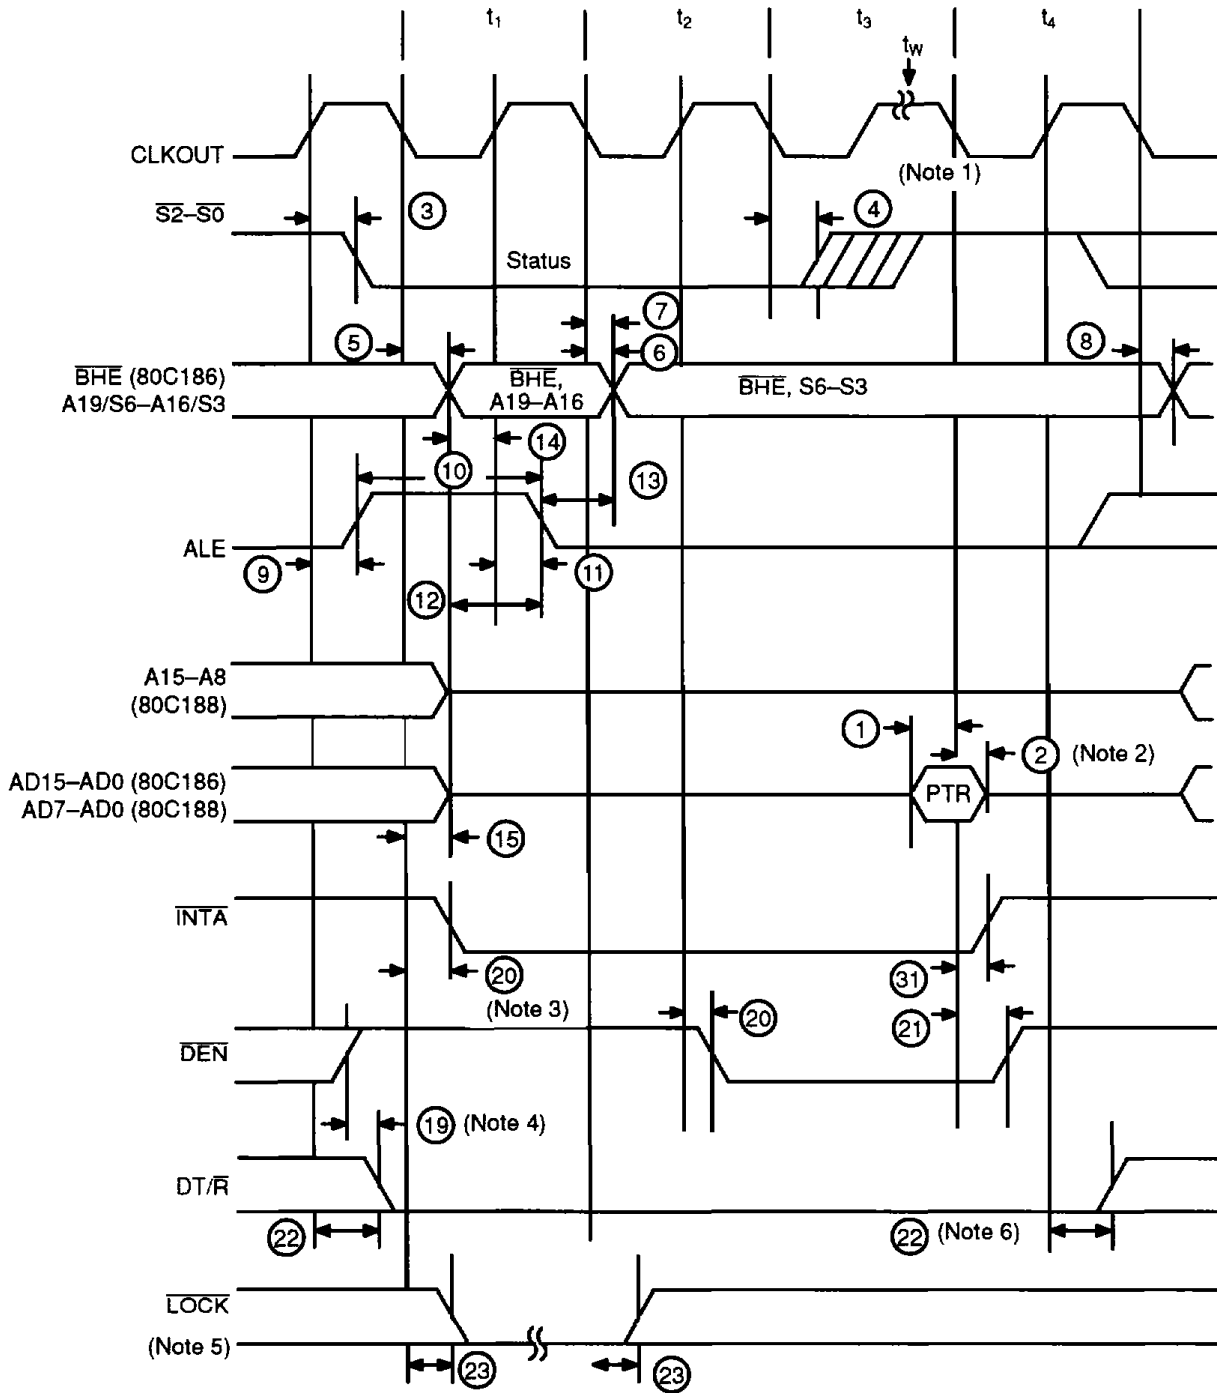 t1 t2 t3 t4
tW
CLKOUT
(Note 1)
S2–S0
3
4
Status
7
5
6
8
BHE (80C186)
A19/S6–A16/S3
BHE,
A19–A16
BHE, S6–S3
14
10
13
ALE
9
11
12
A15–A8
(80C188)
1
2 (Note 2)
AD15–AD0 (80C186)
AD7–AD0 (80C188)
PTR
15
INTA
20
(Note 3)
31
20
21
DEN
19 (Note 4)
DT/R
22
22 (Note 6)
LOCK
(Note 5)
23
23